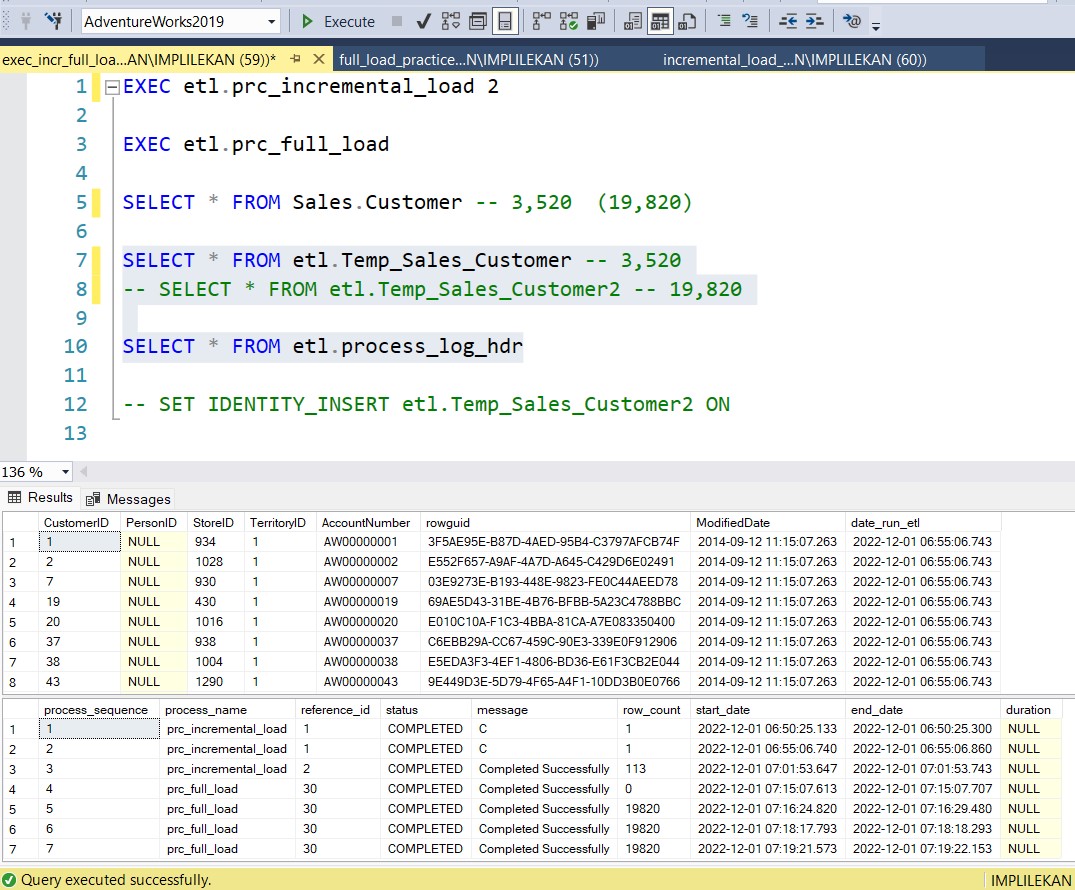 AdventureWorks2019 Execute
exec_incr_full_loa...AN\IMPLILEKAN (59))* full_load_practice...N\IMPLILEKAN (51)) incremental_load_...N\IMPLILEKAN (60))
1 EXEC etl.prc_incremental_load 2
2
3 EXEC etl.prc_full_load
4
5 SELECT * FROM Sales.Customer -- 3,520  (19,820)
6
7 SELECT * FROM etl.Temp_Sales_Customer -- 3,520
8 -- SELECT * FROM etl.Temp_Sales_Customer2 -- 19,820
9
10 SELECT * FROM etl.process_log_hdr
11
12 -- SET IDENTITY_INSERT etl.Temp_Sales_Customer2 ON
13
136 %
Results Messages
CustomerID PersonID StoreID TerritoryID AccountNumber rowguid ModifiedDate date_run_etl
1 1 NULL 934 1 AW00000001 3F5AE95E-B87D-4AED-95B4-C3797AFCB74F 2014-09-12 11:15:07.263 2022-12-01 06:55:06.743
2 2 NULL 1028 1 AW00000002 E552F657-A9AF-4A7D-A645-C429D6E02491 2014-09-12 11:15:07.263 2022-12-01 06:55:06.743
3 7 NULL 930 1 AW00000007 03E9273E-B193-448E-9823-FE0C44AEED78 2014-09-12 11:15:07.263 2022-12-01 06:55:06.743
4 19 NULL 430 1 AW00000019 69AE5D43-31BE-4B76-BFBB-5A23C4788BBC 2014-09-12 11:15:07.263 2022-12-01 06:55:06.743
5 20 NULL 1016 1 AW00000020 E010C10A-F1C3-4BBA-81CA-A7E083350400 2014-09-12 11:15:07.263 2022-12-01 06:55:06.743
6 37 NULL 938 1 AW00000037 C6EBB29A-CC67-459C-90E3-339E0F912906 2014-09-12 11:15:07.263 2022-12-01 06:55:06.743
7 38 NULL 1004 1 AW00000038 E5EDA3F3-4EF1-4806-BD36-E61F3CB2E044 2014-09-12 11:15:07.263 2022-12-01 06:55:06.743
8 43 NULL 1290 1 AW00000043 9E449D3E-5D79-4F65-A4F1-10DD3B0E0766 2014-09-12 11:15:07.263 2022-12-01 06:55:06.743
process_sequence process_name reference_id status message row_count start_date end_date duration
1 1 prc_incremental_load 1 COMPLETED C 1 2022-12-01 06:50:25.133 2022-12-01 06:50:25.300 NULL
2 2 prc_incremental_load 1 COMPLETED C 1 2022-12-01 06:55:06.740 2022-12-01 06:55:06.860 NULL
3 3 prc_incremental_load 2 COMPLETED Completed Successfully 113 2022-12-01 07:01:53.647 2022-12-01 07:01:53.743 NULL
4 4 prc_full_load 30 COMPLETED Completed Successfully 0 2022-12-01 07:15:07.613 2022-12-01 07:15:07.707 NULL
5 5 prc_full_load 30 COMPLETED Completed Successfully 19820 2022-12-01 07:16:24.820 2022-12-01 07:16:29.480 NULL
6 6 prc_full_load 30 COMPLETED Completed Successfully 19820 2022-12-01 07:18:17.793 2022-12-01 07:18:18.293 NULL
7 7 prc_full_load 30 COMPLETED Completed Successfully 19820 2022-12-01 07:19:21.573 2022-12-01 07:19:22.153 NULL
Query executed successfully. IMPLILEKAN